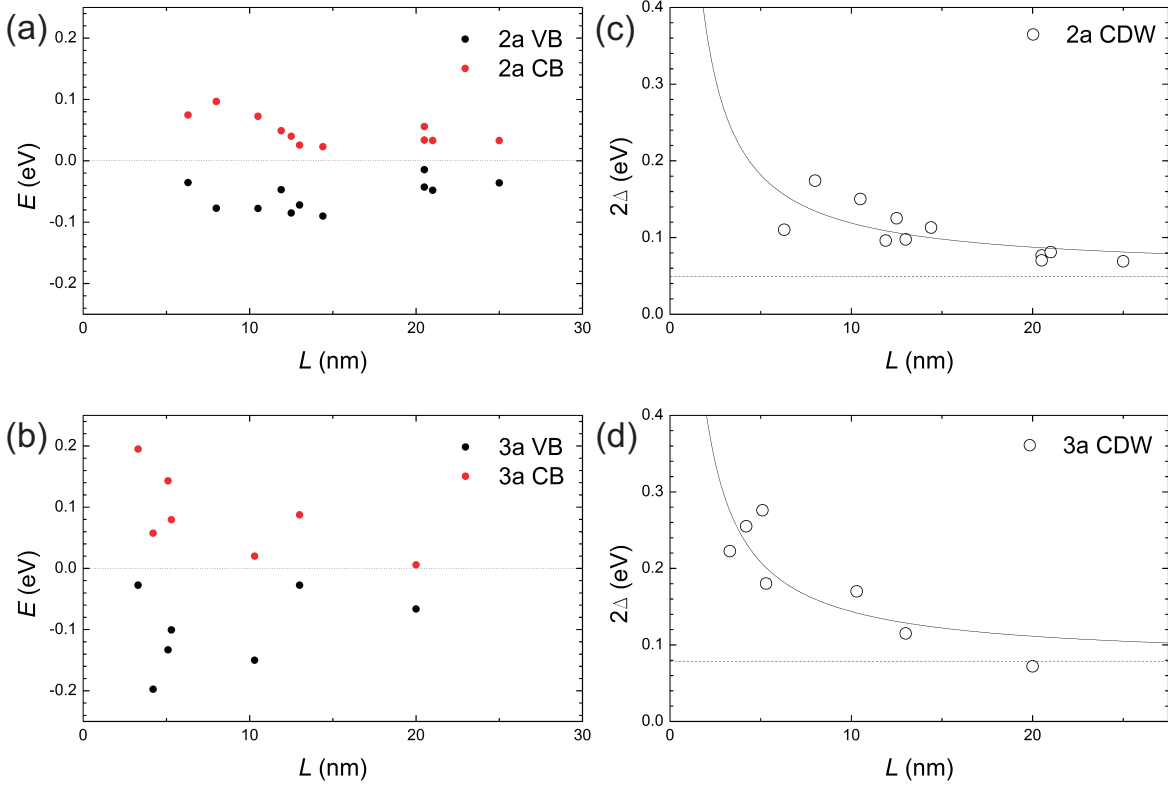 (a)
0.2
0.1
0.0
-0.1
-0.2
E (eV)
2a VB
2a CB
0
10
20
30
L (nm)
(c)
0.4
0.3
0.2
0.1
0.0
2Δ (eV)
2a CDW
0
10
20
L (nm)
(b)
0.2
0.1
0.0
-0.1
-0.2
E (eV)
3a VB
3a CB
0
10
20
30
L (nm)
(d)
0.4
0.3
0.2
0.1
0.0
2Δ (eV)
3a CDW
0
10
20
L (nm)